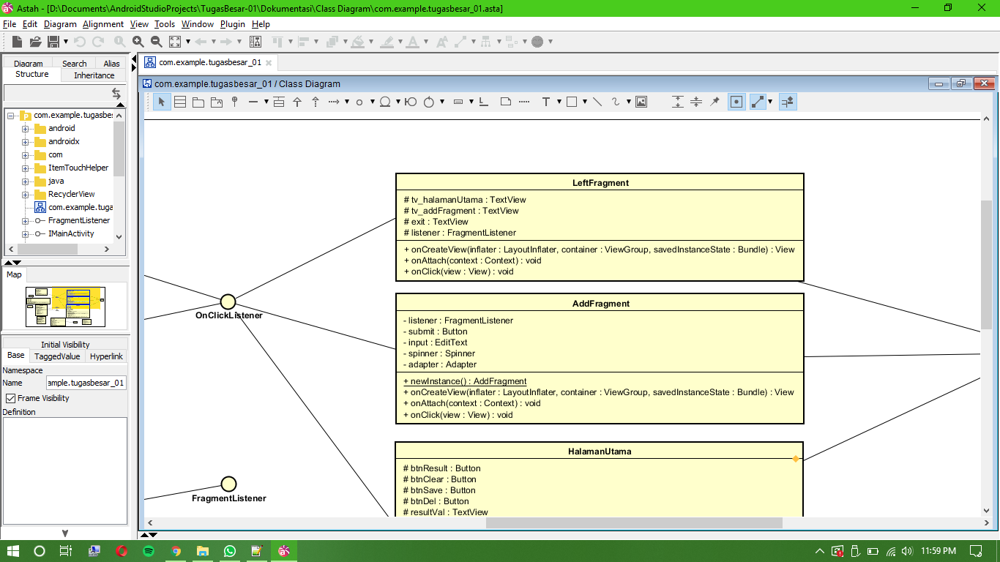 Astah - [D:\Documents\AndroidStudioProjects\TugasBesar-01\Dokumentasi\Class Diagram\com.example.tugasbesar_01.asta]
File Edit Diagram Alignment View Tools Window Plugin Help
Diagram Search Alias
Structure Inheritance
com.example.tugasbe
android
androidx
com
ItemTouchHelper
java
RecyclerView
com.example.tuga
FragmentListener
IMainActivity
Map
Initial Visibility
Base TaggedValue Hyperlink
Namespace
Name ample.tugasbesar_01
Frame Visibility
Definition
com.example.tugasbesar_01
com.example.tugasbesar_01 / Class Diagram
T
LeftFragment
# tv_halamanUtama : TextView
# tv_addFragment : TextView
# exit : TextView
# listener : FragmentListener
+ onCreateView(inflater : LayoutInflater, container : ViewGroup, savedInstanceState : Bundle) : View
+ onAttach(context : Context) : void
+ onClick(view : View) : void
OnClickListener
AddFragment
- listener : FragmentListener
- submit : Button
- input : EditText
- spinner : Spinner
- adapter : Adapter
+ newInstance() : AddFragment
+ onCreateView(inflater : LayoutInflater, container : ViewGroup, savedInstanceState : Bundle) : View
+ onAttach(context : Context) : void
+ onClick(view : View) : void
HalamanUtama
# btnResult : Button
# btnClear : Button
# btnSave : Button
# btnDel : Button
# resultVal : TextView
FragmentListener
11:59 PM